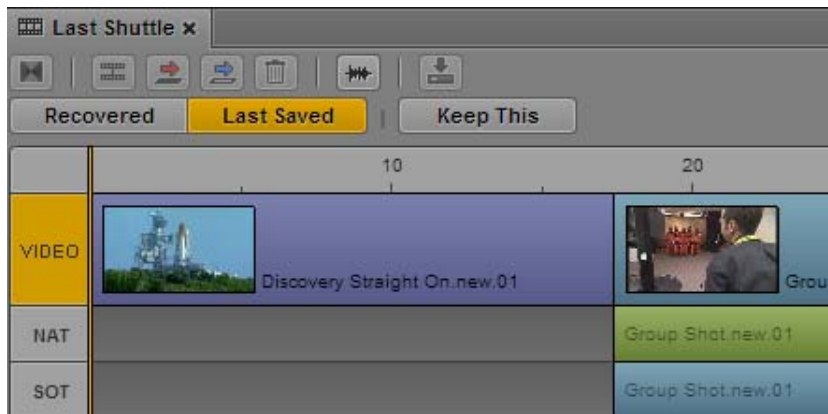 Last Shuttle x
Recovered Last Saved Keep This
10 20
VIDEO Discovery Straight On.new.01 Grou
NAT Group Shot.new.01
SOT Group Shot.new.01